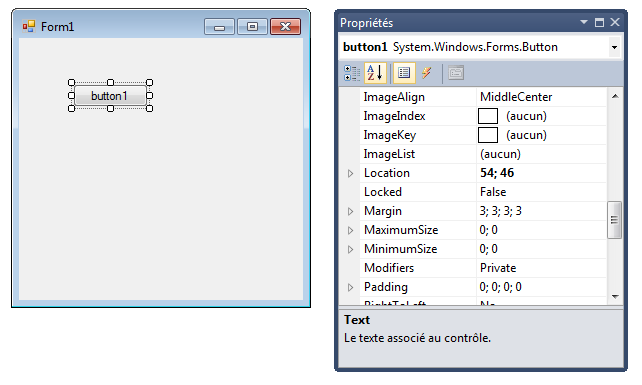 Form1
button1
Propriétés
button1 System.Windows.Forms.Button
ImageAlign MiddleCenter
ImageIndex (aucun)
ImageKey (aucun)
ImageList (aucun)
Location 54; 46
Locked False
Margin 3; 3; 3; 3
MaximumSize 0; 0
MinimumSize 0; 0
Modifiers Private
Padding 0; 0; 0; 0
RightToLeft No
Text
Le texte associé au contrôle.